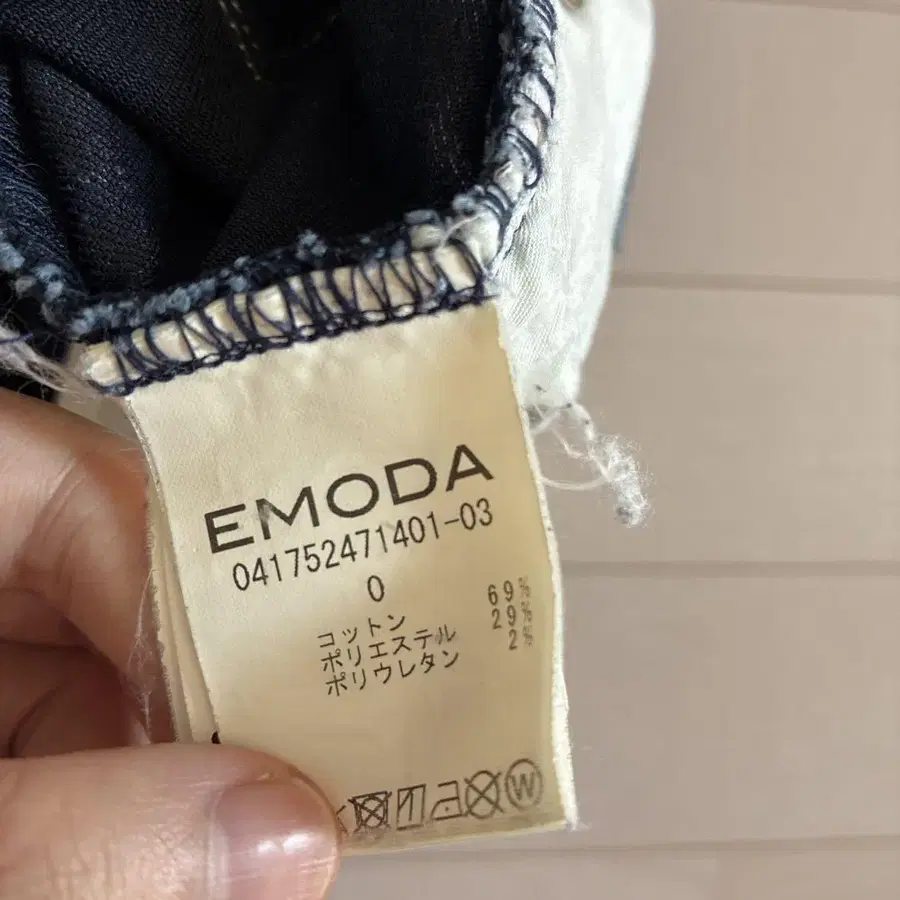 EMODA
041752471401-03
0
コットン 69%
ポリエステル 29%
ポリウレタン 2%
W